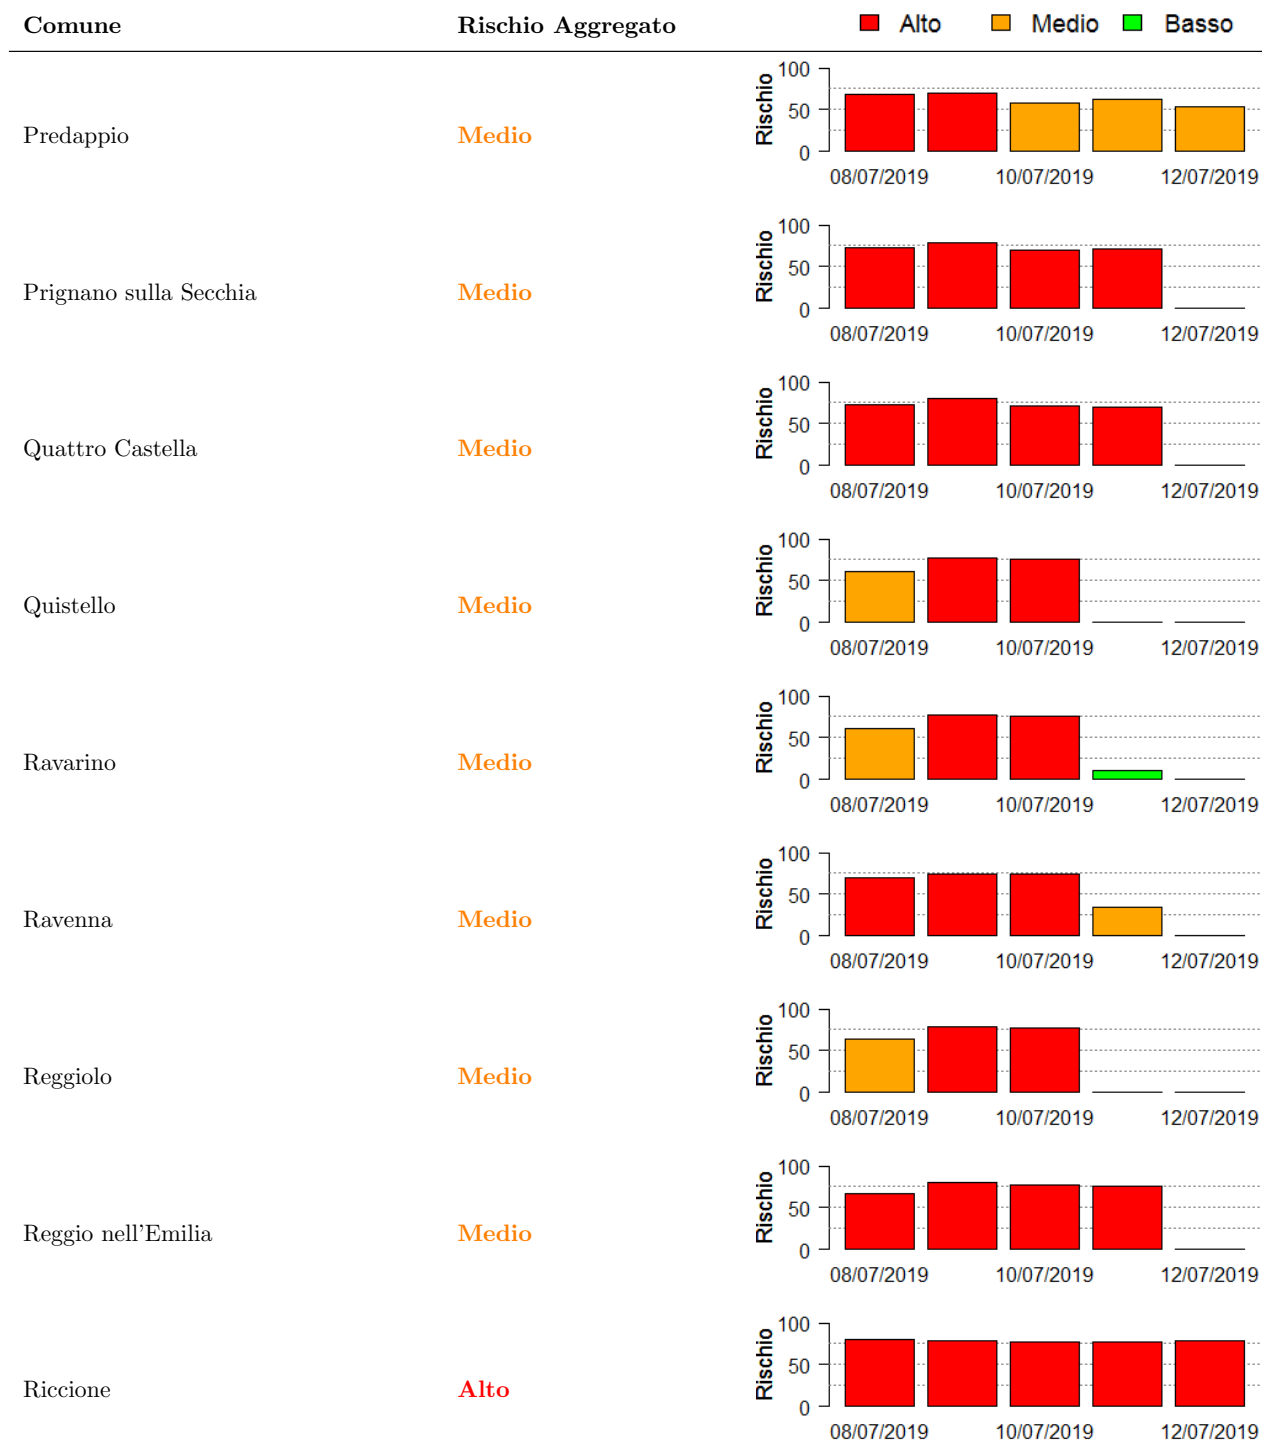 Comune Rischio Aggregato Alto Medio Basso
Predappio Medio Rischio 100 50 0
08/07/2019 10/07/2019 12/07/2019
Prignano sulla Secchia Medio Rischio 100 50 0
08/07/2019 10/07/2019 12/07/2019
Quattro Castella Medio Rischio 100 50 0
08/07/2019 10/07/2019 12/07/2019
Quistello Medio Rischio 100 50 0
08/07/2019 10/07/2019 12/07/2019
Ravarino Medio Rischio 100 50 0
08/07/2019 10/07/2019 12/07/2019
Ravenna Medio Rischio 100 50 0
08/07/2019 10/07/2019 12/07/2019
Reggiolo Medio Rischio 100 50 0
08/07/2019 10/07/2019 12/07/2019
Reggio nell'Emilia Medio Rischio 100 50 0
08/07/2019 10/07/2019 12/07/2019
Riccione Alto Rischio 100 50 0
08/07/2019 10/07/2019 12/07/2019